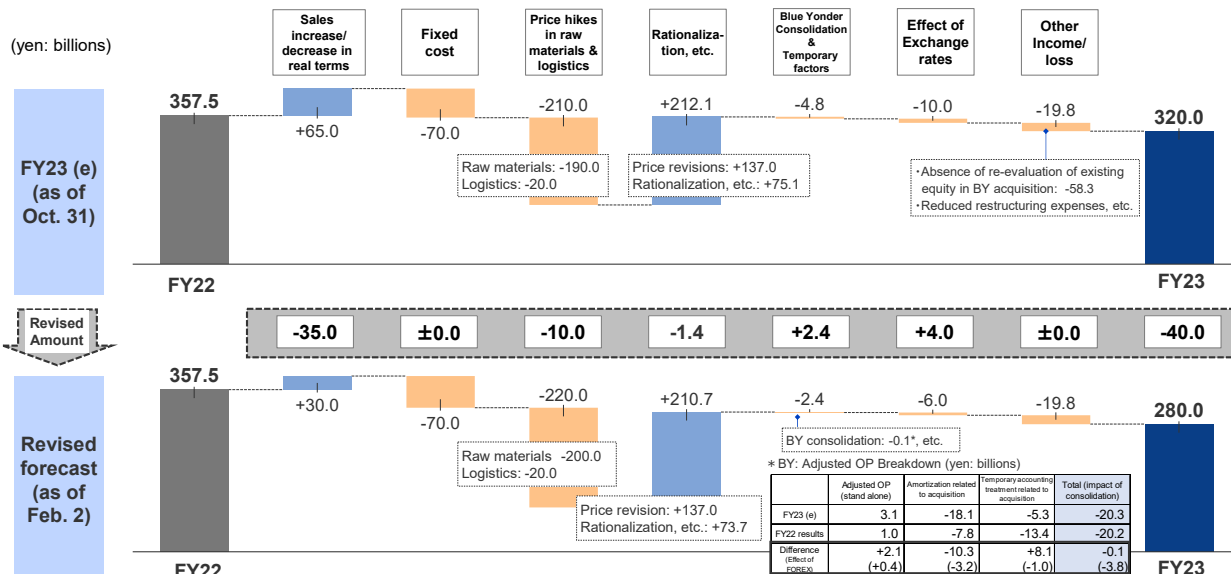 (yen: billions)
Sales
increase/
decrease in
real terms
Fixed
cost
Price hikes
in raw
materials &
logistics
Rationaliza-
tion, etc.
Blue Yonder
Consolidation
&
Temporary
factors
Effect of
Exchange
rates
Other
Income/
loss
FY23 (e)
(as of
Oct. 31)
357.5
+65.0
-70.0
-210.0
+212.1
-4.8
-10.0
-19.8
320.0
Raw materials: -190.0
Logistics: -20.0
Price revisions: +137.0
Rationalization, etc.: +75.1
・Absence of re-evaluation of existing
equity in BY acquisition: -58.3
・Reduced restructuring expenses, etc.
FY22
FY23
Revised
Amount
-35.0
±0.0
-10.0
-1.4
+2.4
+4.0
±0.0
-40.0
Revised
forecast
(as of
Feb. 2)
357.5
+30.0
-70.0
-220.0
+210.7
-2.4
-6.0
-19.8
280.0
Raw materials -200.0
Logistics: -20.0
Price revision: +137.0
Rationalization, etc.: +73.7
BY consolidation: -0.1*, etc.
* BY: Adjusted OP Breakdown (yen: billions)
Adjusted OP
(stand alone)
Amortization related
to acquisition
Temporary accounting
treatment related to
acquisition
Total (impact of
consolidation)
FY23 (e) 3.1 -18.1 -5.3 -20.3
FY22 results 1.0 -7.8 -13.4 -20.2
Difference +2.1 -10.3 +8.1 -0.1
(Effect of
FOREX) (+0.4) (-3.2) (-1.0) (-3.8)
FY22
FY23